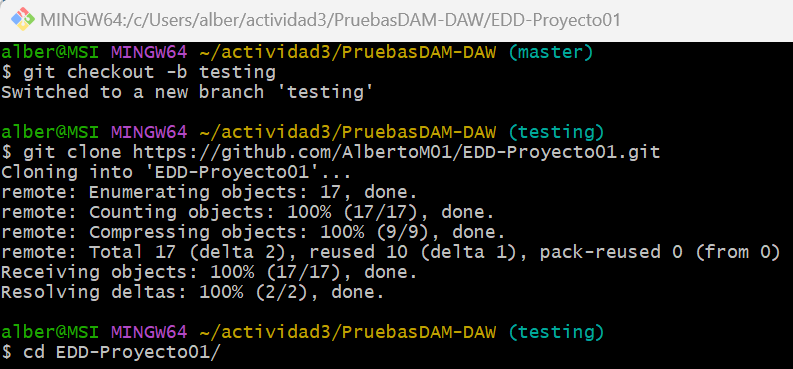 MINGW64:/c/Users/alber/actividad3/PruebasDAM-DAW/EDD-Proyecto01
alber@MSI MINGW64 ~/actividad3/PruebasDAM-DAW (master)
$ git checkout -b testing
Switched to a new branch 'testing'
alber@MSI MINGW64 ~/actividad3/PruebasDAM-DAW (testing)
$ git clone https://github.com/AlbertoM01/EDD-Proyecto01.git
Cloning into 'EDD-Proyecto01'...
remote: Enumerating objects: 17, done.
remote: Counting objects: 100% (17/17), done.
remote: Compressing objects: 100% (9/9), done.
remote: Total 17 (delta 2), reused 10 (delta 1), pack-reused 0 (from 0)
Receiving objects: 100% (17/17), done.
Resolving deltas: 100% (2/2), done.
alber@MSI MINGW64 ~/actividad3/PruebasDAM-DAW (testing)
$ cd EDD-Proyecto01/